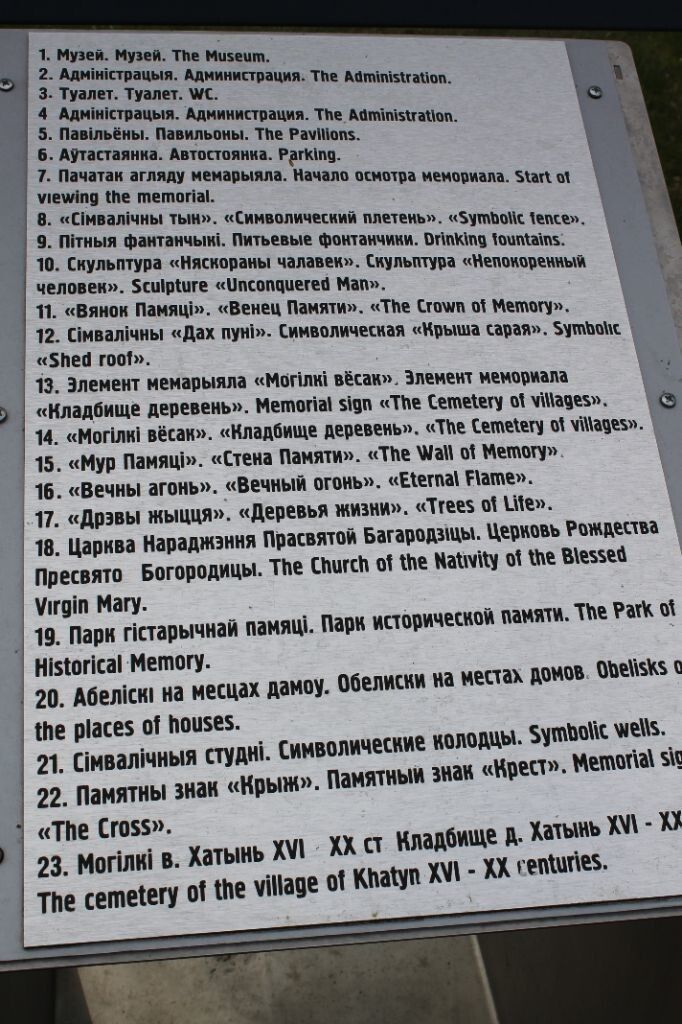 1. Музей. Музей. The Museum.
2. Адміністрацыя. Администрация. The Administration.
3. Туалет. Туалет. WC.
4 Адміністрацыя. Администрация. The Administration.
5. Павільёны. Павильоны. The Pavilions.
6. Аўтастаянка. Автостоянка. Parking.
7. Пачатак агляду мемарыяла. Начало осмотра мемориала. Start of
viewing the memorial.
8. «Сімвалічны тын». «Символический плетень». «Symbolic fence».
9. Пітныя фантанчыкі. Питьевые фонтанчики. Drinking fountains.
10. Скульптура «Няскораны чалавек». Скульптура «Непокоренный
человек». Sculpture «Unconquered Man».
11. «Вянок Памяці». «Венец Памяти». «The Crown of Memory».
12. Сімвалічны «Дах пуні». Символическая «Крыша сарая». Symbolic
«Shed roof».
13. Элемент мемарыяла «Могілкі вёсак». Элемент мемориала
«Кладбище деревень». Memorial sign «The Cemetery of villages».
14. «Могілкі вёсак». «Кладбище деревень». «The Cemetery of villages».
15. «Мур Памяці». «Стена Памяти». «The Wall of Memory»
16. «Вечны агонь». «Вечный огонь». «Eternal Flame».
17. «Дрэвы жыцця». «Деревья жизни». «Trees of Life».
18. Царква Нараджэння Прасвятой Багародзіцы. Церковь Рождества
Пресвято Богородицы. The Church of the Nativity of the Blessed
Virgin Mary.
19. Парк гістарычнай памяці. Парк исторической памяти. The Park of
Historical Memory.
20. Абеліскі на месцах дамоу. Обелиски на местах домов Obelisks o
the places of houses.
21. Сімвалічныя студні. Символические колодцы. Symbolic wells.
22. Памятны знак «Крыж». Памятный знак «Крест». Memorial sig
«The Cross».
23. Могілкі в. Хатынь XVI XX ст Кладбище д. Хатынь XVI - XX
The cemetery of the village of Khatyn XVI - XX centuries.